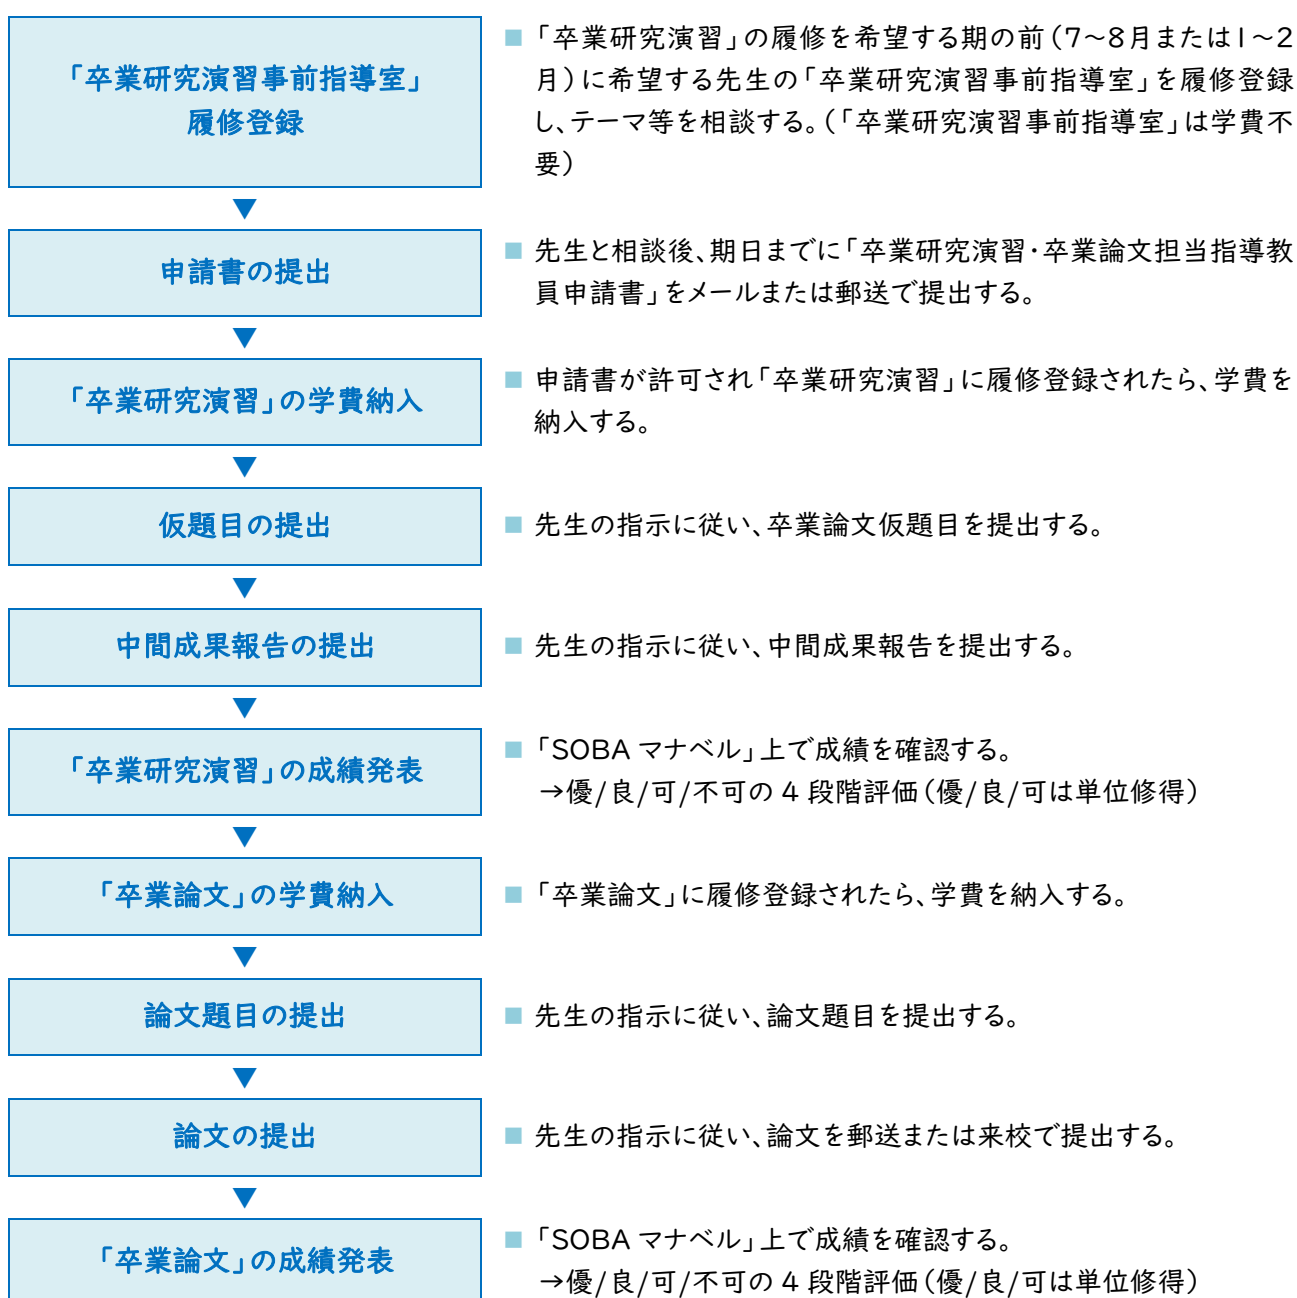 「卒業研究演習事前指導室」
履修登録
■ 「卒業研究演習」の履修を希望する期の前(7~8月または1~2
月)に希望する先生の「卒業研究演習事前指導室」を履修登録
し、テーマ等を相談する。(「卒業研究演習事前指導室」は学費不
要)
▼
申請書の提出
■ 先生と相談後、期日までに「卒業研究演習・卒業論文担当指導教
員申請書」をメールまたは郵送で提出する。
▼
「卒業研究演習」の学費納入
■ 申請書が許可され「卒業研究演習」に履修登録されたら、学費を
納入する。
▼
仮題目の提出
■ 先生の指示に従い、卒業論文仮題目を提出する。
▼
中間成果報告の提出
■ 先生の指示に従い、中間成果報告を提出する。
▼
「卒業研究演習」の成績発表
■ 「SOBA マナベル」上で成績を確認する。
→優/良/可/不可の 4 段階評価(優/良/可は単位修得)
▼
「卒業論文」の学費納入
■ 「卒業論文」に履修登録されたら、学費を納入する。
▼
論文題目の提出
■ 先生の指示に従い、論文題目を提出する。
▼
論文の提出
■ 先生の指示に従い、論文を郵送または来校で提出する。
▼
「卒業論文」の成績発表
■ 「SOBA マナベル」上で成績を確認する。
→優/良/可/不可の 4 段階評価(優/良/可は単位修得)